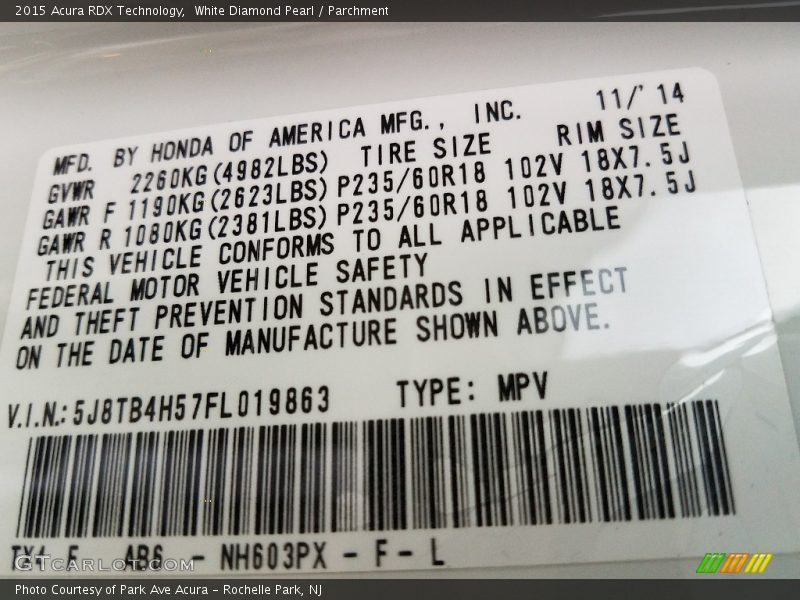 2015 Acura RDX Technology, White Diamond Pearl / Parchment
11/'14
MFD. BY HONDA OF AMERICA MFG., INC.
GVWR 2260KG(4982LBS) TIRE SIZE RIM SIZE
GAWR F 1190KG(2623LBS) P235/60R18 102V 18X7.5J
GAWR R 1080KG(2381LBS) P235/60R18 102V 18X7.5J
THIS VEHICLE CONFORMS TO ALL APPLICABLE
FEDERAL MOTOR VEHICLE SAFETY
AND THEFT PREVENTION STANDARDS IN EFFECT
ON THE DATE OF MANUFACTURE SHOWN ABOVE.
V.I.N.: 5J8TB4H57FL019863 TYPE: MPV
AB6 - NH603PX - F - L
GTcarlot.com
Photo Courtesy of Park Ave Acura - Rochelle Park, NJ